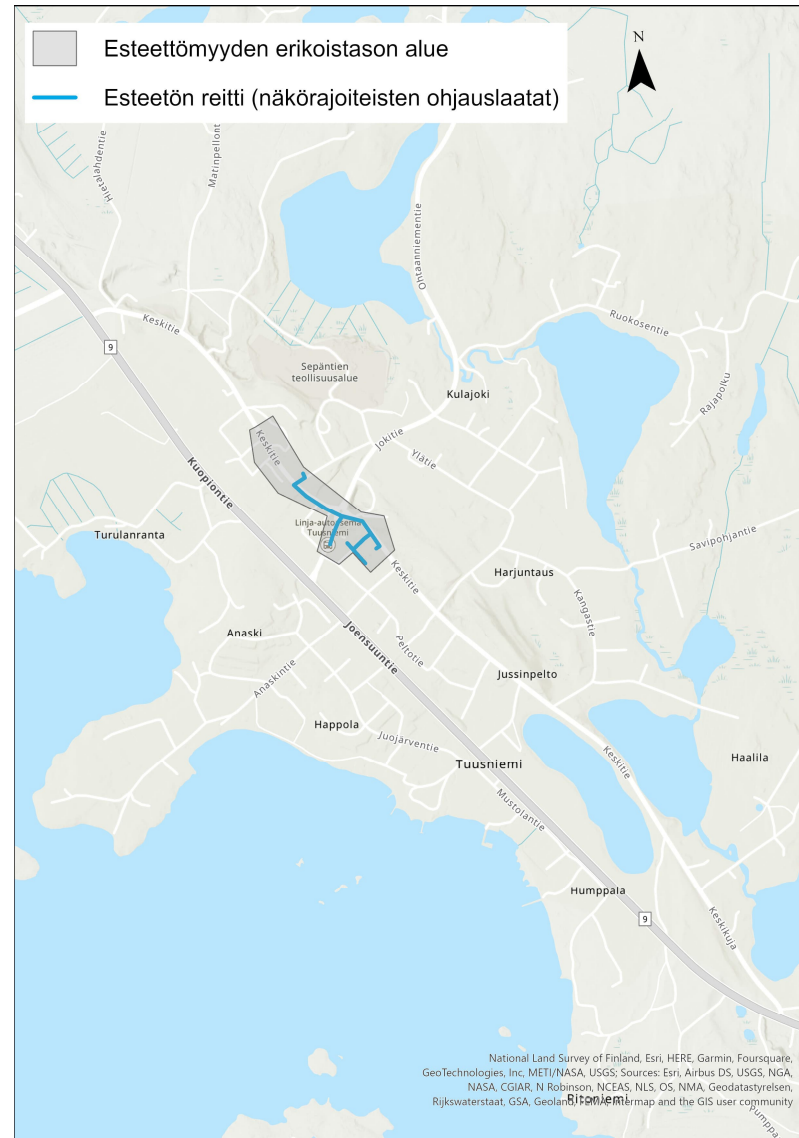 Esteettömyyden erikoistason alue
Esteetön reitti (näkörajoiteisten ohjauslaatat)
N
Hietalahdentie
Matinpellont
Ohtaanniementie
Keskitie
9
Ruokosentie
Sepäntien
teollisuusalue
Kulajoki
Rajapolku
Keskitie
Jokitie
Ylätie
Kuopiontie
Linja-autoasema
Tuusniemi
Turulanranta
Savipohjantie
Keskitie
Harjuntaus
Kangastie
Anaski
Joensuuntie
Peltotie
Anaskintie
Jussinpelto
Happola
Juojärventie
Keskitie
Haalila
Tuusniemi
Mustolantie
Humppala
9
Keskikuja
National Land Survey of Finland, Esri, HERE, Garmin, Foursquare,
GeoTechnologies, Inc, METI/NASA, USGS; Sources: Esri, Airbus DS, USGS, NGA,
NASA, CGIAR, N Robinson, NCEAS, NLS, OS, NMA, Geodatastyrelsen,
Rijkswaterstaat, GSA, Geoland, FEMA, Intermap and the GIS user community
Ritoniemi
Pumppa